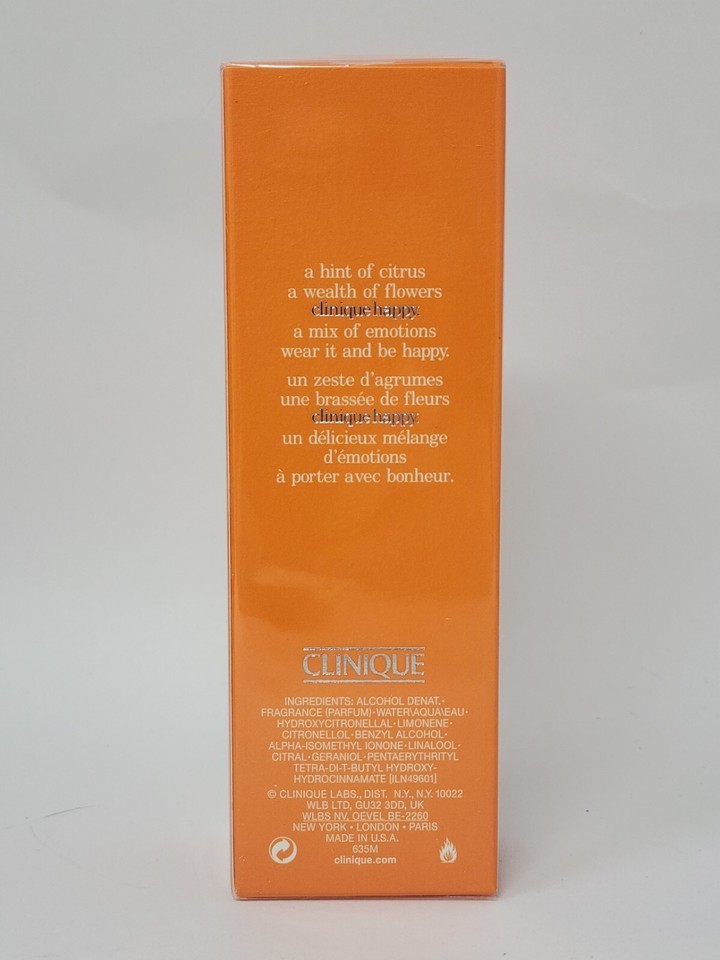 a hint of citrus
a wealth of flowers
clinique happy.
a mix of emotions
wear it and be happy.
un zeste d'agrumes
une brassée de fleurs
clinique happy.
un délicieux mélange
d'émotions
à porter avec bonheur.
CLINIQUE
INGREDIENTS: ALCOHOL DENAT.•
FRAGRANCE (PARFUM)•WATER\AQUA\EAU•
HYDROXYCITRONELLAL•LIMONENE•
CITRONELLOL•BENZYL ALCOHOL•
ALPHA-ISOMETHYL IONONE•LINALOOL•
CITRAL•GERANIOL•PENTAERYTHRITYL
TETRA-DI-T-BUTYL HYDROXY-
HYDROCINNAMATE [ILN49601]
© CLINIQUE LABS., DIST. N.Y., N.Y. 10022
WLB LTD, GU32 3DD, UK
WLBS NV, OEVEL BE-2260
NEW YORK • LONDON • PARIS
MADE IN U.S.A.
635M
clinique.com